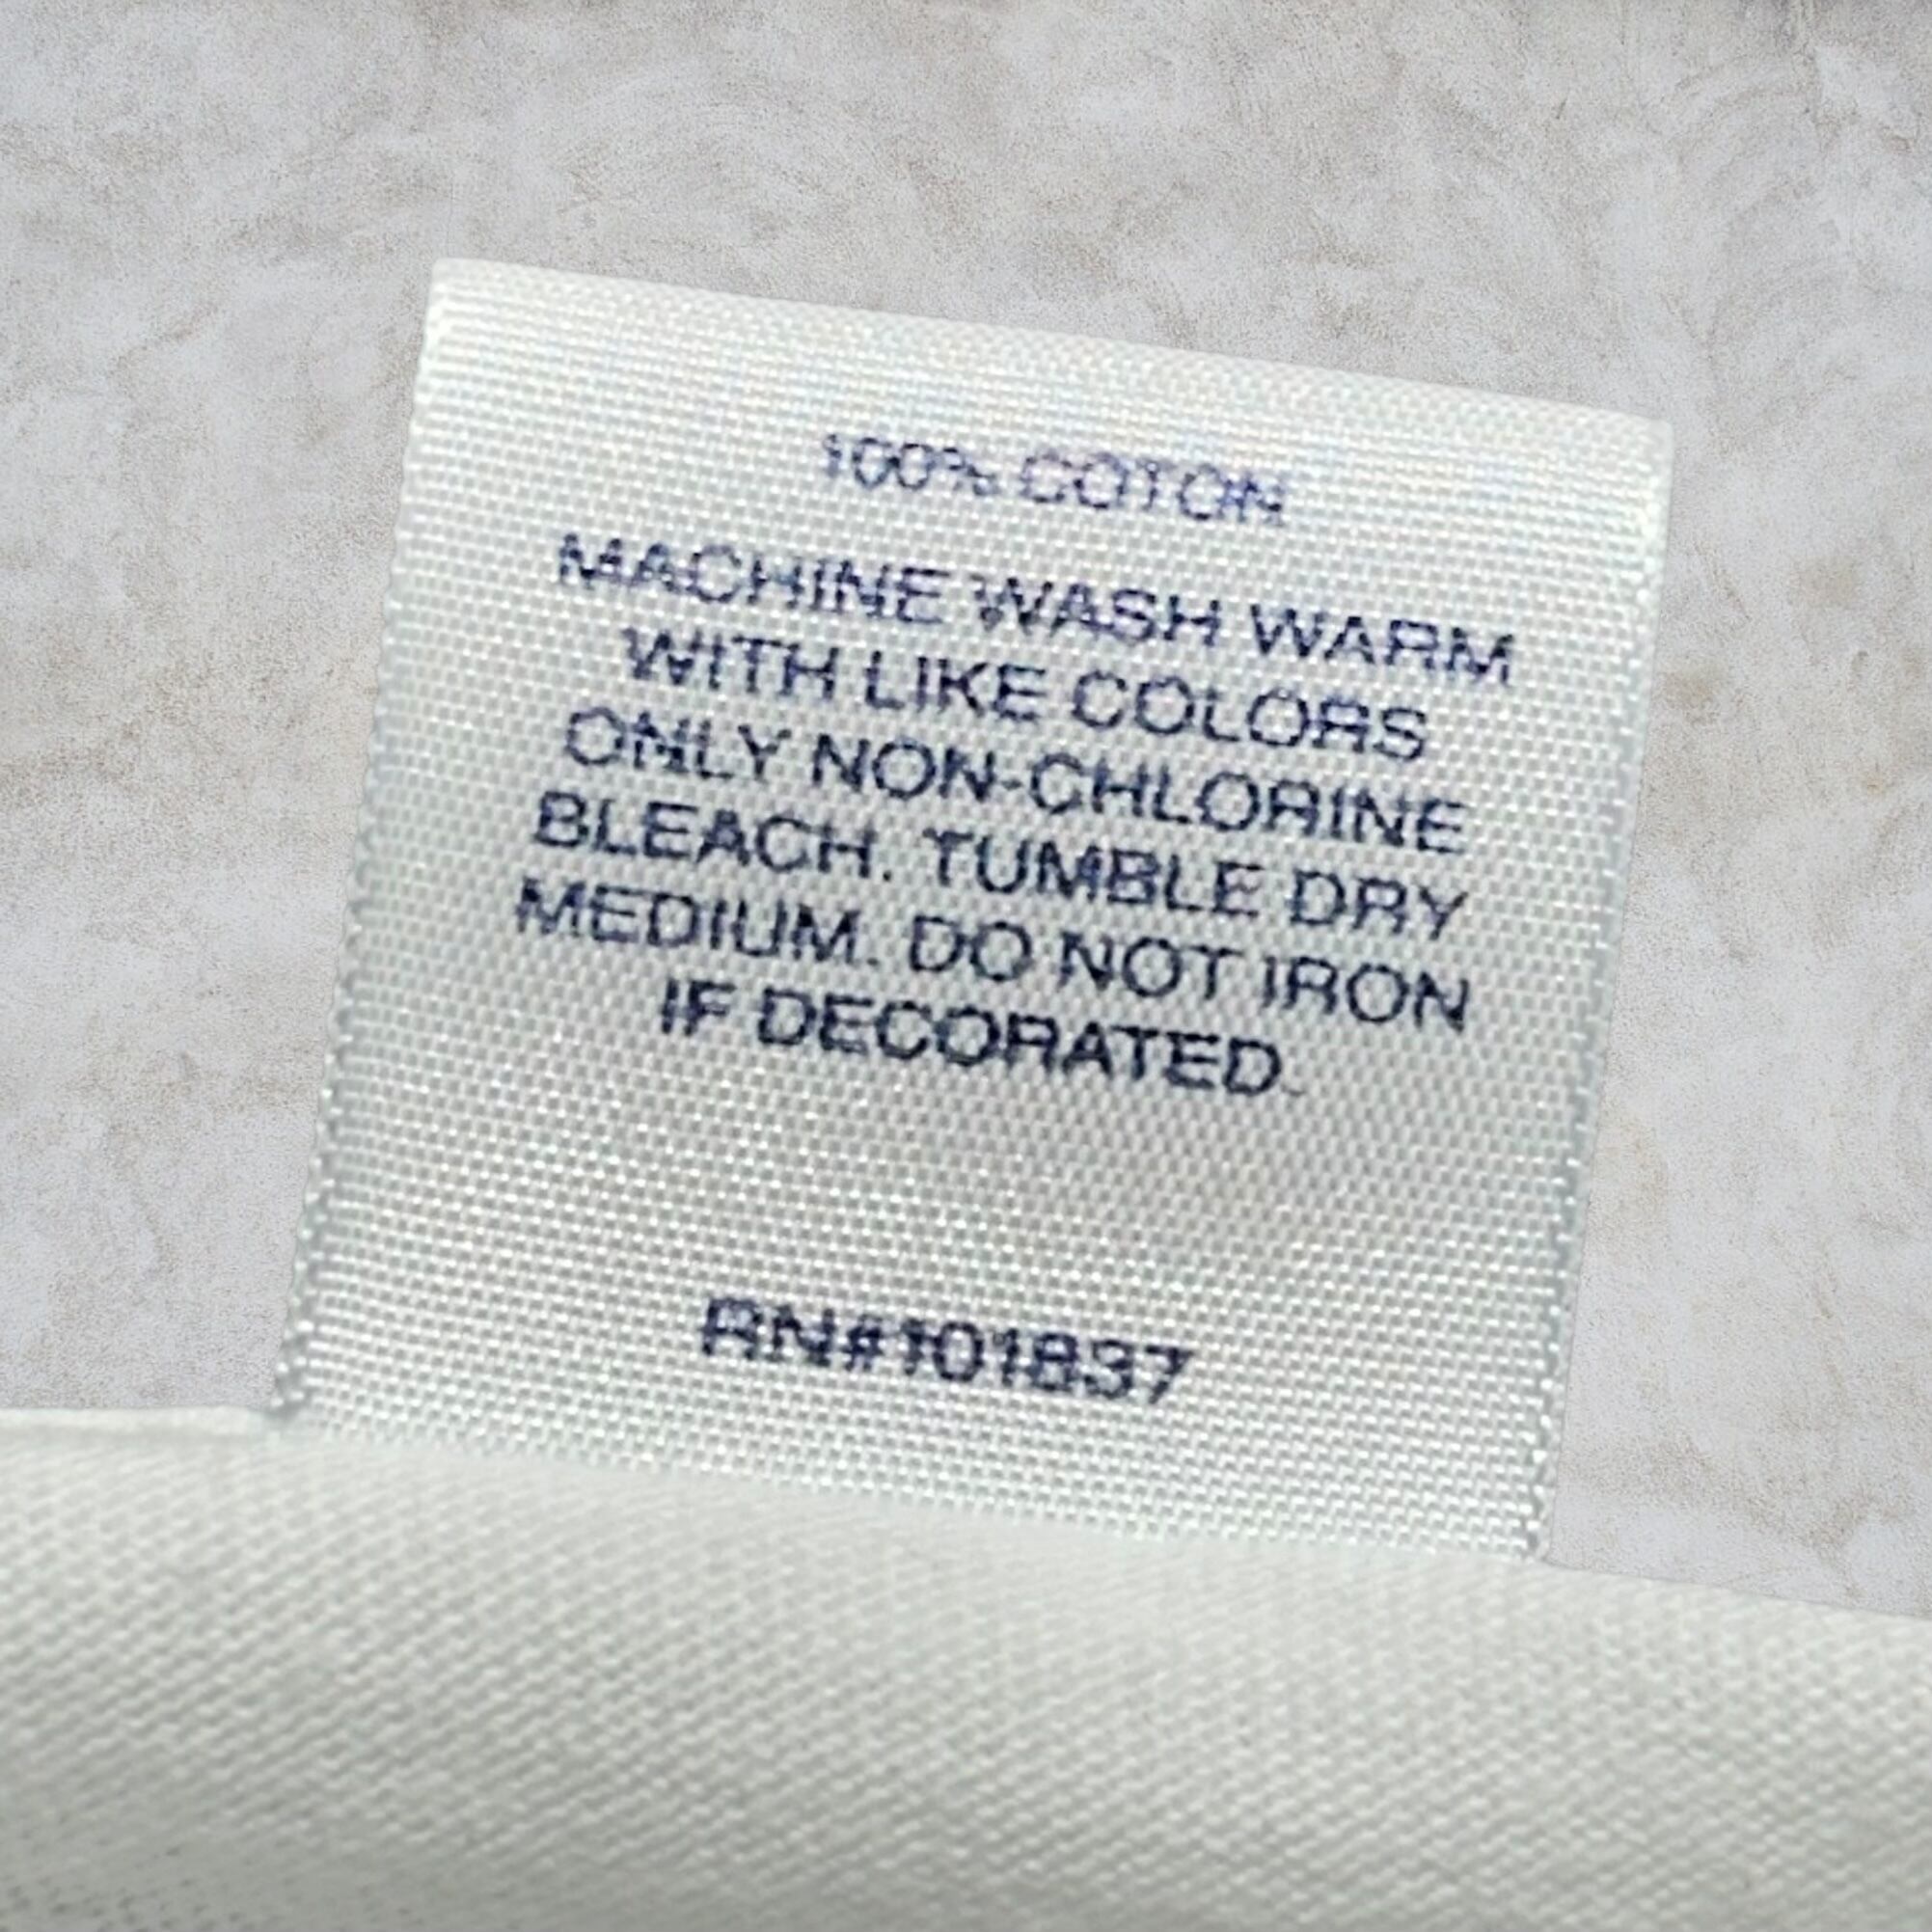 100% COTON
MACHINE WASH WARM
WITH LIKE COLORS
ONLY NON-CHLORINE
BLEACH. TUMBLE DRY
MEDIUM. DO NOT IRON
IF DECORATED.
RN#101837